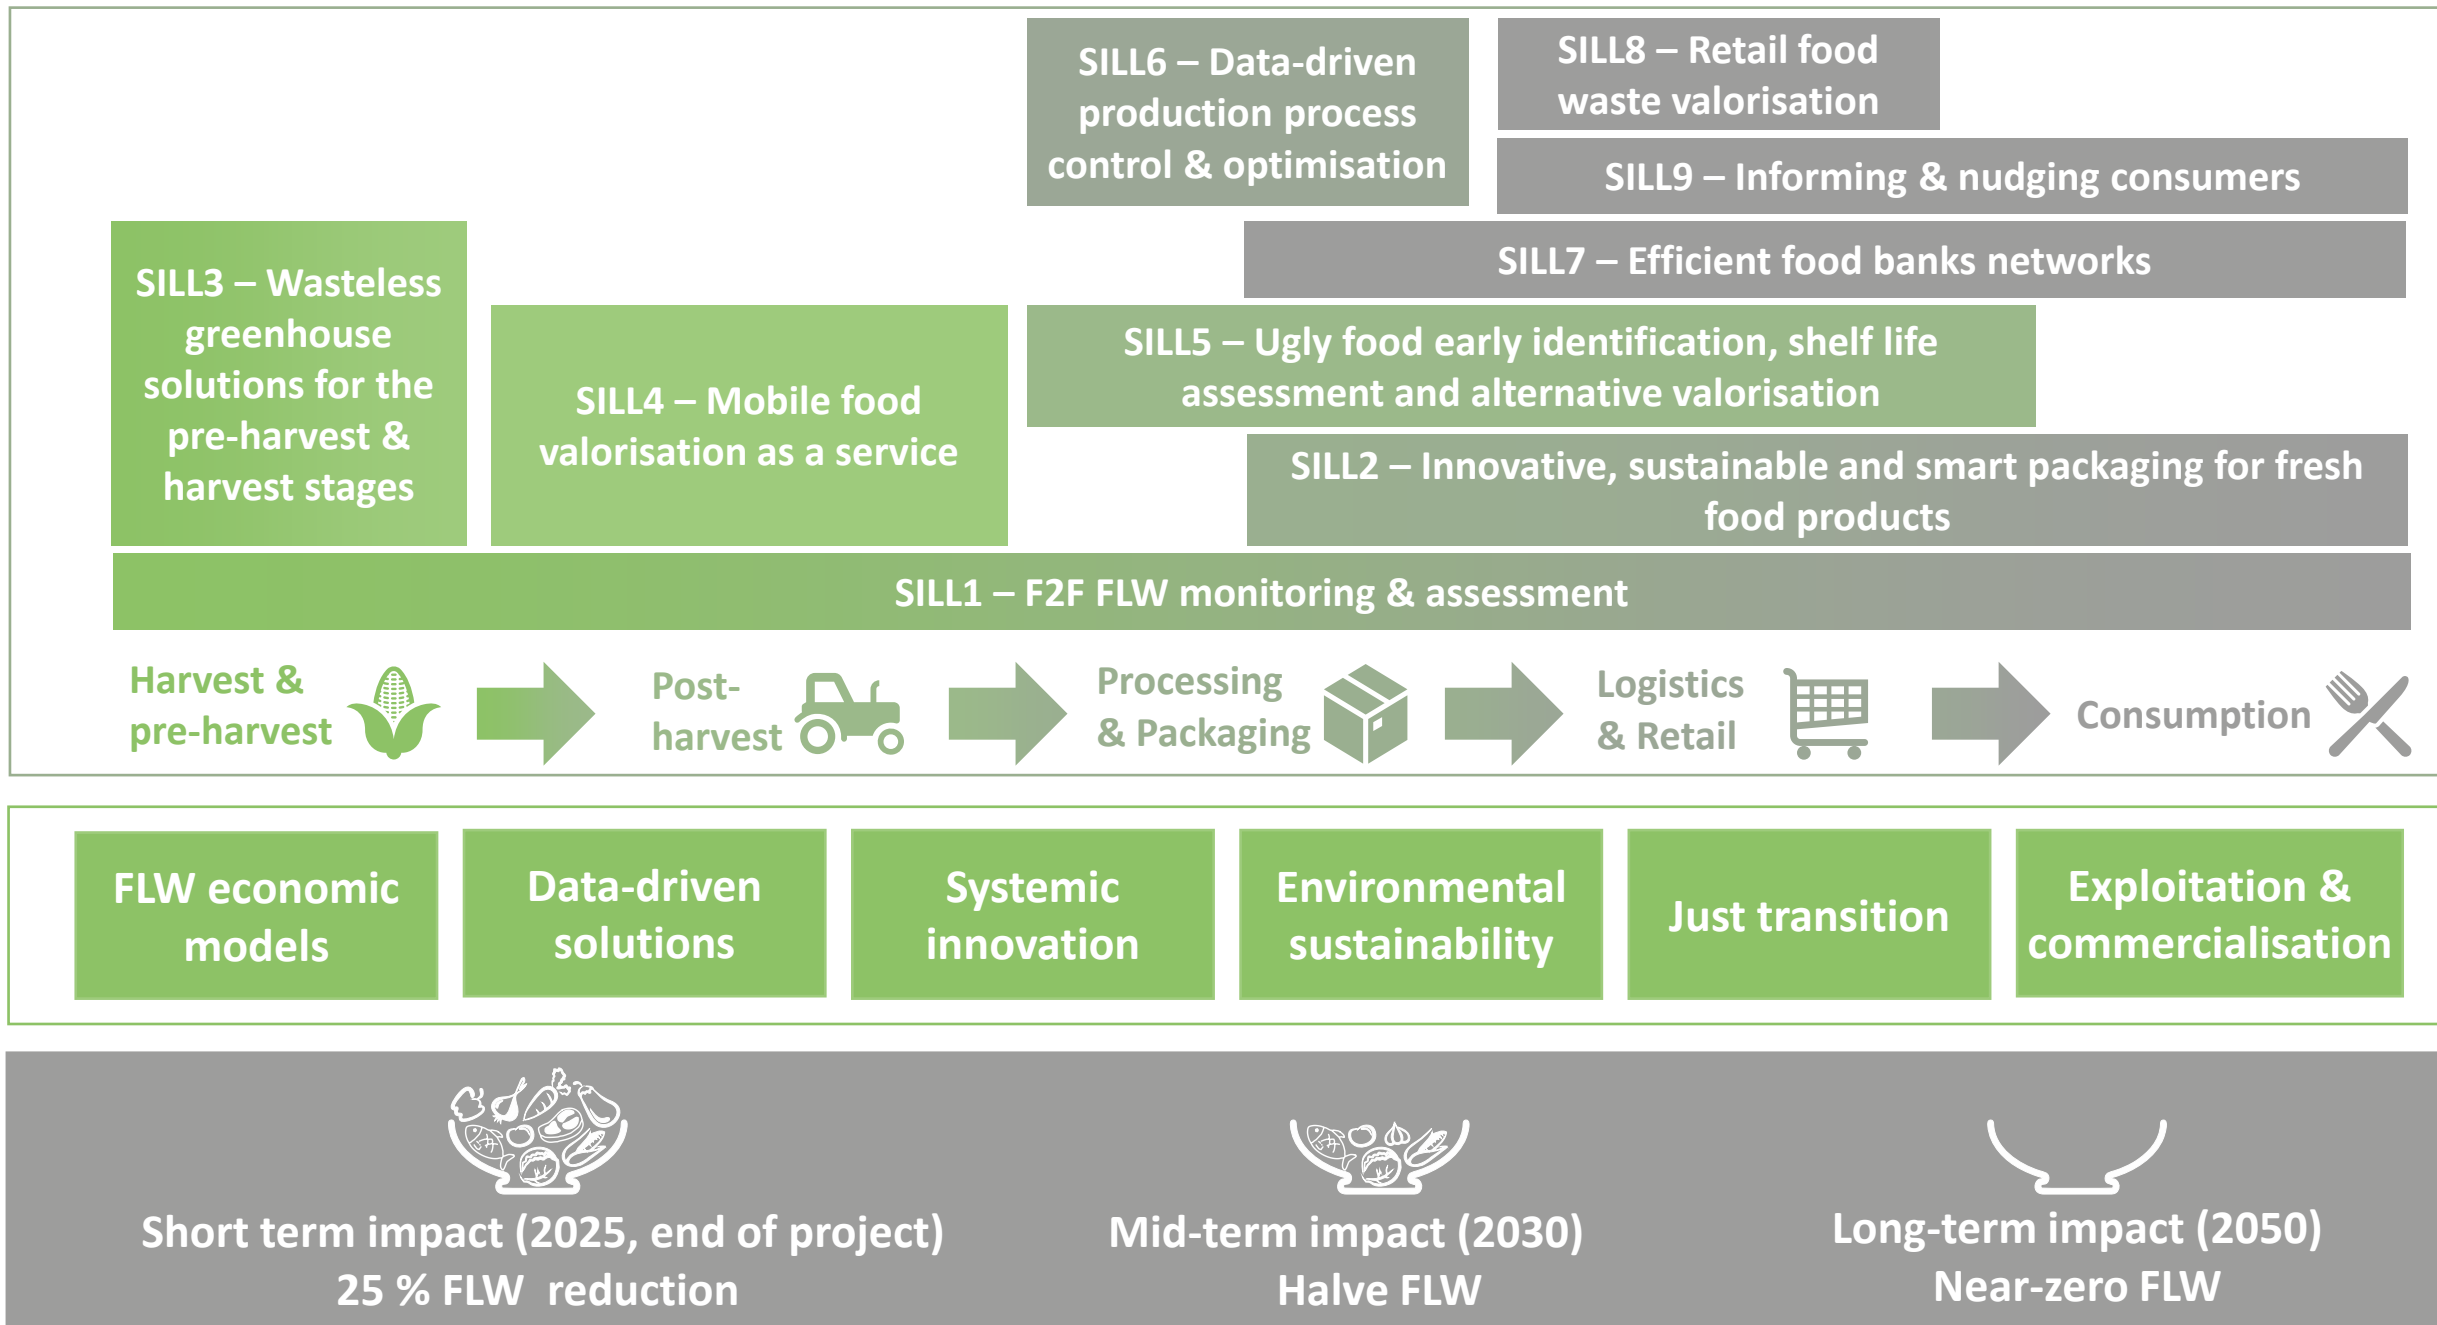 SILL6 – Data-driven
production process
control & optimisation
SILL8 – Retail food
waste valorisation
SILL9 – Informing & nudging consumers
SILL7 – Efficient food banks networks
SILL3 – Wasteless
greenhouse
solutions for the
pre-harvest &
harvest stages
SILL4 – Mobile food
valorisation as a service
SILL5 – Ugly food early identification, shelf life
assessment and alternative valorisation
SILL2 – Innovative, sustainable and smart packaging for fresh
food products
SILL1 – F2F FLW monitoring & assessment
Harvest &
pre-harvest
Post-
harvest
Processing
& Packaging
Logistics
& Retail
Consumption
FLW economic
models
Data-driven
solutions
Systemic
innovation
Environmental
sustainability
Just transition
Exploitation &
commercialisation
Short term impact (2025, end of project)
25 % FLW reduction
Mid-term impact (2030)
Halve FLW
Long-term impact (2050)
Near-zero FLW